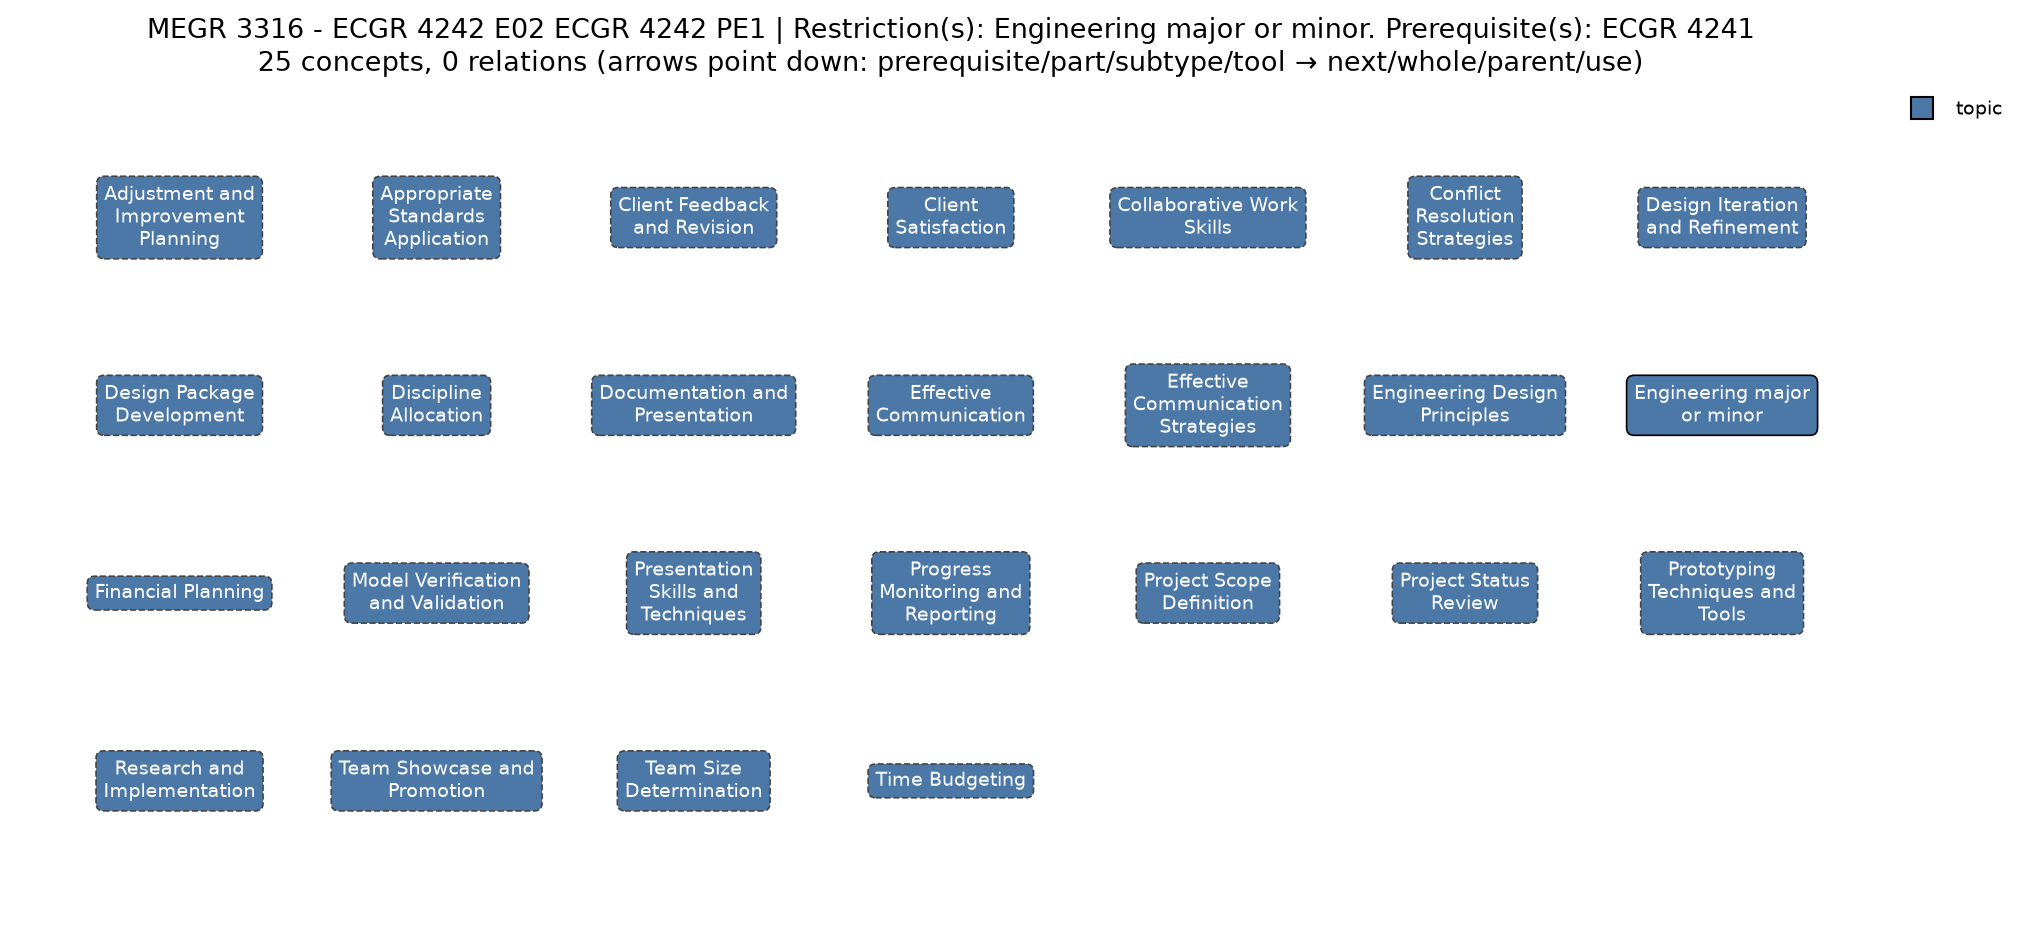 MEGR 3316 - ECGR 4242 E02 ECGR 4242 PE1 | Restriction(s): Engineering major or minor. Prerequisite(s): ECGR 4241
25 concepts, 0 relations (arrows point down: prerequisite/part/subtype/tool → next/whole/parent/use)
topic
Adjustment and
Improvement
Planning
Appropriate
Standards
Application
Client Feedback
and Revision
Client
Satisfaction
Collaborative Work
Skills
Conflict
Resolution
Strategies
Design Iteration
and Refinement
Design Package
Development
Discipline
Allocation
Documentation and
Presentation
Effective
Communication
Effective
Communication
Strategies
Engineering Design
Principles
Engineering major
or minor
Financial Planning
Model Verification
and Validation
Presentation
Skills and
Techniques
Progress
Monitoring and
Reporting
Project Scope
Definition
Project Status
Review
Prototyping
Techniques and
Tools
Research and
Implementation
Team Showcase and
Promotion
Team Size
Determination
Time Budgeting